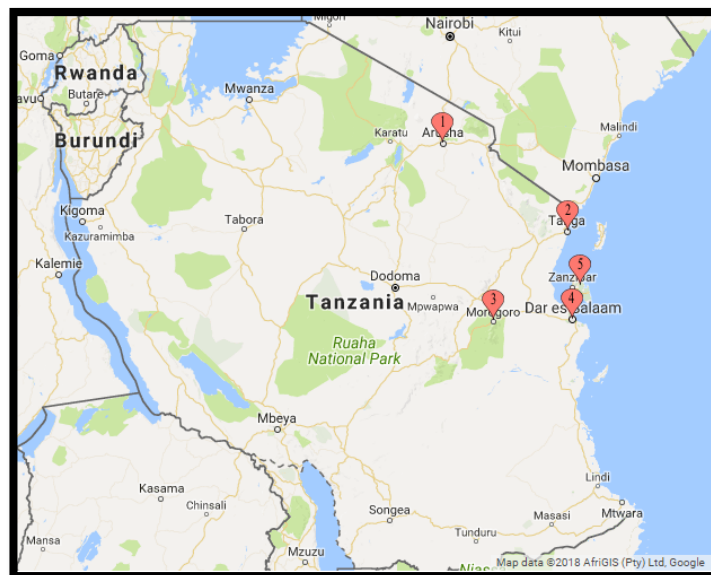 Migori
Nairobi
Kitui
Goma
Rwanda
Butare
Mwanza
1
Karatu
Arusha
Malindi
Burundi
Mombasa
Kigoma
Kazuramimba
Tabora
2
Tanga
Kalemie
5
Zanzibar
Dodoma
Tanzania
Mpwapwa
3
Morogoro
4
Dar es Salaam
Ruaha
National Park
Mbeya
Kasama
Chinsali
Lindi
Mtwara
Masasi
Songea
Tunduru
Mansa
Mzuzu
Map data ©2018 AfriGIS (Pty) Ltd, Google